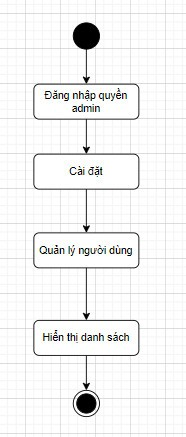 Đăng nhập quyền
admin
Cài đặt
Quản lý người dùng
Hiển thị danh sách